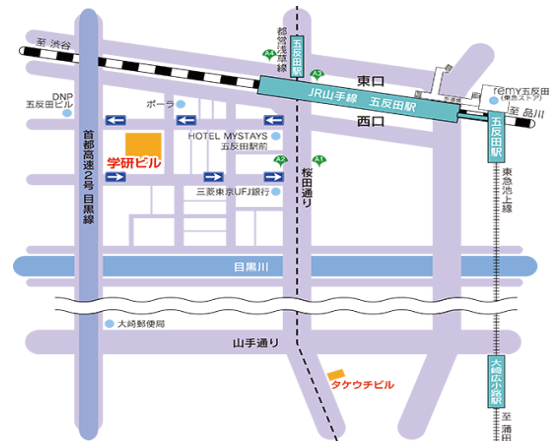 至 渋谷
都営浅草線
五反田駅
A4
A3
東口
JR山手線 五反田駅
西口
remy五反田
(東急ストア)
至 品川
五反田駅
DNP
五反田ビル
ポーラ
HOTEL MYSTAYS
五反田駅前
学研ビル
A2
A1
三菱東京UFJ銀行
首都高速2号 目黒線
桜田通り
東急池上線
目黒川
大崎郵便局
山手通り
タケウチビル
大崎広小路駅
至 蒲田